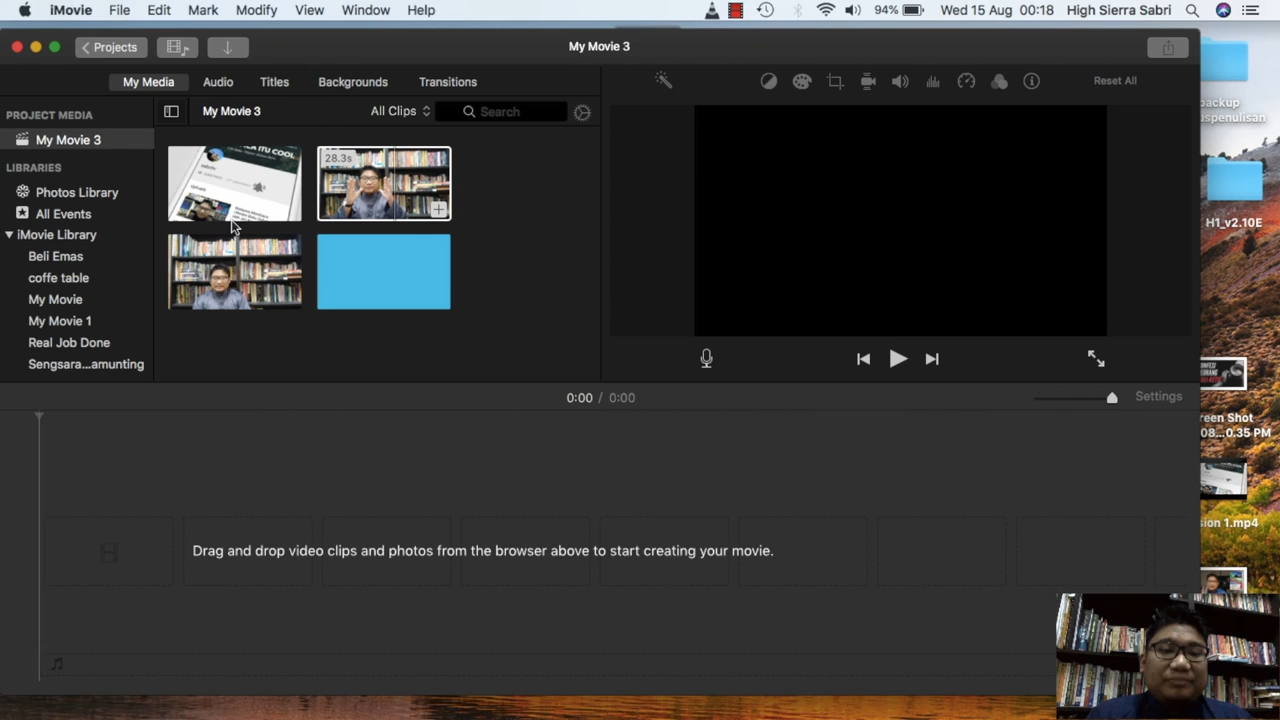 iMovie File Edit Mark Modify View Window Help 94% Wed 15 Aug 00:18 High Sierra Sabri
Projects My Movie 3
My Media Audio Titles Backgrounds Transitions Reset All
PROJECT MEDIA My Movie 3 All Clips Search
My Movie 3
LIBRARIES
Photos Library
All Events
iMovie Library
Beli Emas
coffe table
My Movie
My Movie 1
Real Job Done
Sengsara...amunting
ITU COOL
28.3s
0:00 / 0:00 Settings
Drag and drop video clips and photos from the browser above to start creating your movie.
backup
uspenulisan
H1_v2.10E
reen Shot
08...0.35 PM
sion 1.mp4